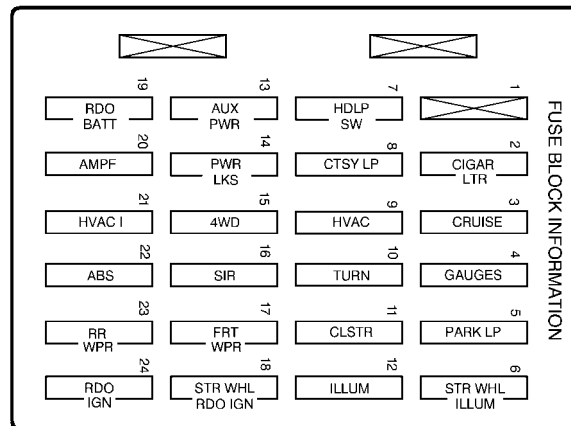 19
13
7
1
RDO
BATT
AUX
PWR
HDLP
SW
20
14
8
2
AMPF
PWR
LKS
CTSY LP
CIGAR
LTR
21
15
9
3
HVAC I
4WD
HVAC
CRUISE
22
16
10
4
ABS
SIR
TURN
GAUGES
23
17
11
5
RR
WPR
FRT
WPR
CLSTR
PARK LP
24
18
12
6
RDO
IGN
STR WHL
RDO IGN
ILLUM
STR WHL
ILLUM
FUSE BLOCK INFORMATION